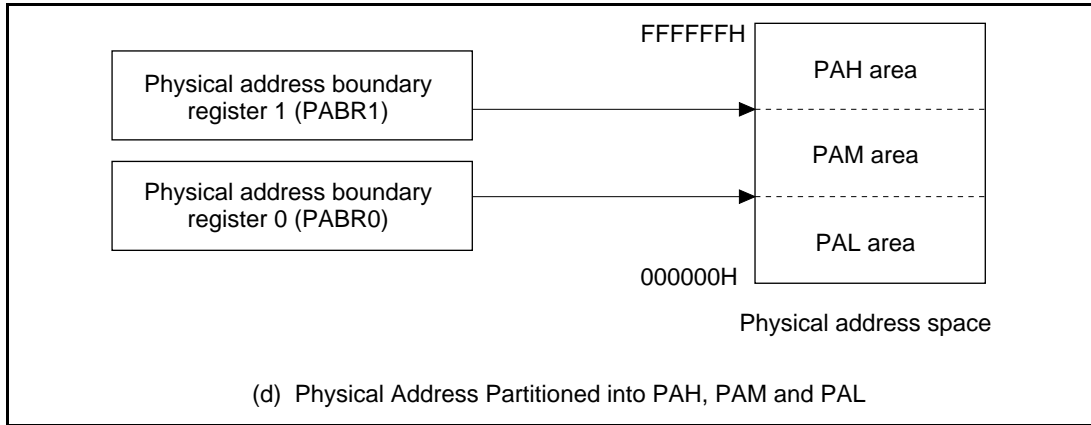 Physical address boundary
register 1 (PABR1)
Physical address boundary
register 0 (PABR0)
FFFFFFH
PAH area
PAM area
PAL area
000000H
Physical address space
(d) Physical Address Partitioned into PAH, PAM and PAL